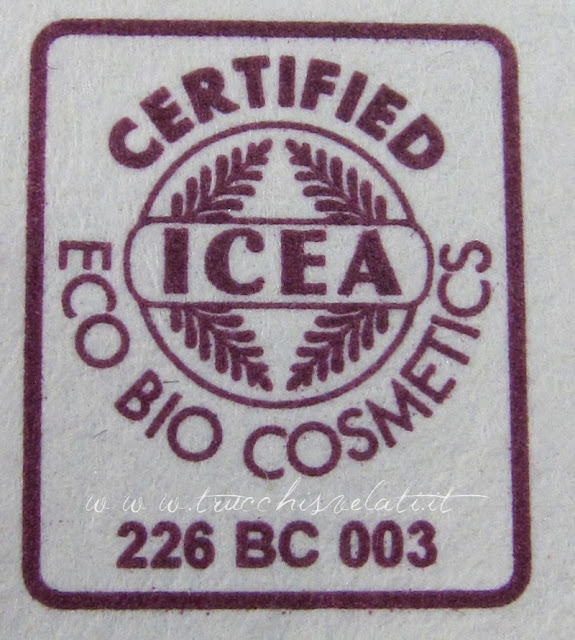 CERTIFIED
ICEA
ECO BIO COSMETICS
www.trucchisvelati.it
226 BC 003